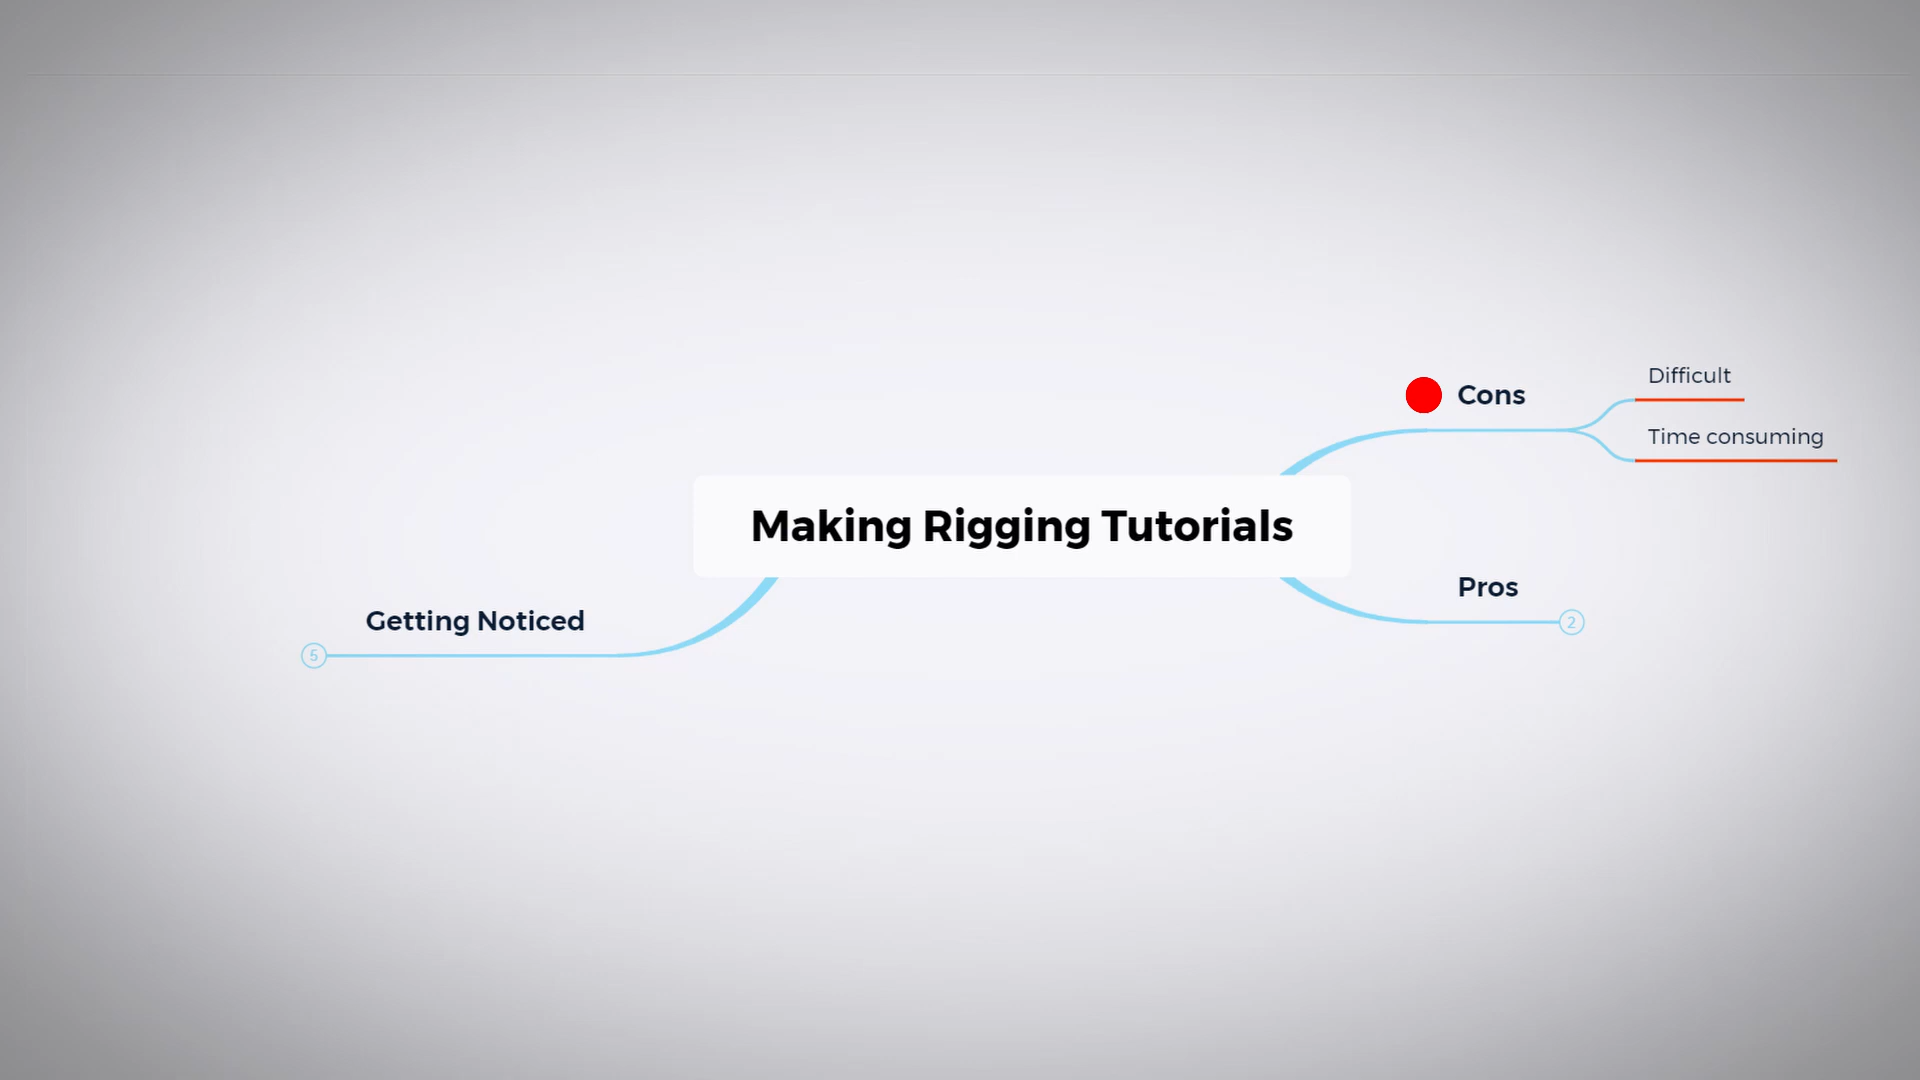 Difficult
Cons
Time consuming
Making Rigging Tutorials
Pros
2
Getting Noticed
5